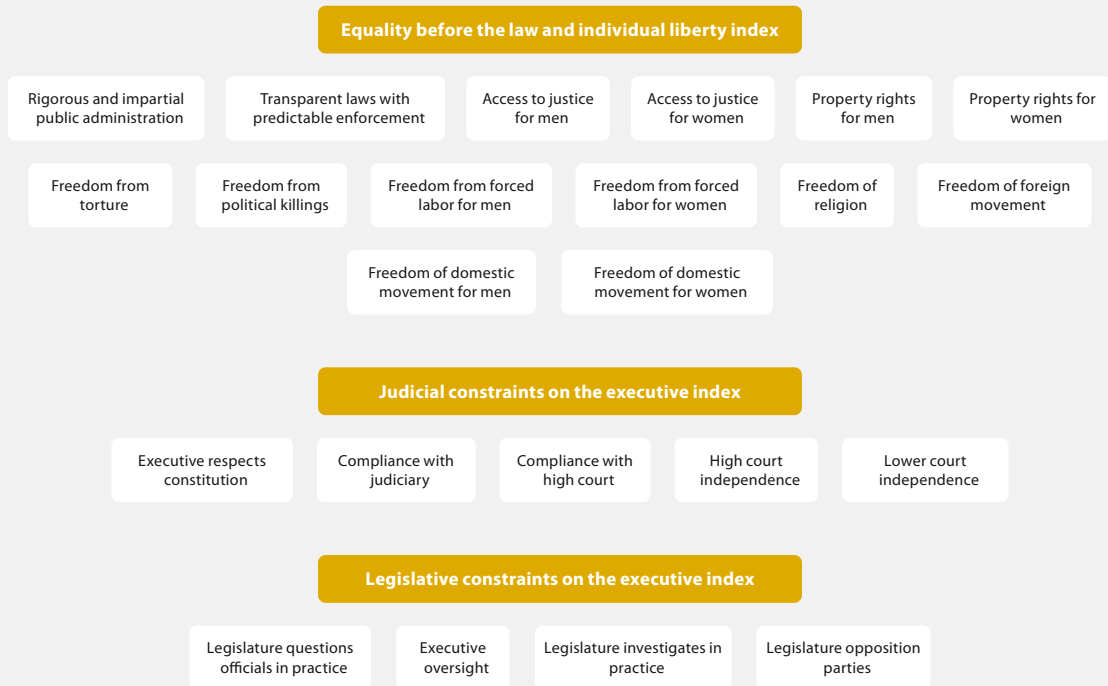 Equality before the law and individual liberty index
Rigorous and impartial
public administration
Transparent laws with
predictable enforcement
Access to justice
for men
Access to justice
for women
Property rights
for men
Property rights for
women
Freedom from
torture
Freedom from
political killings
Freedom from forced
labor for men
Freedom from forced
labor for women
Freedom of
religion
Freedom of foreign
movement
Freedom of domestic
movement for men
Freedom of domestic
movement for women
Judicial constraints on the executive index
Executive respects
constitution
Compliance with
judiciary
Compliance with
high court
High court
independence
Lower court
independence
Legislative constraints on the executive index
Legislature questions
officials in practice
Executive
oversight
Legislature investigates in
practice
Legislature opposition
parties